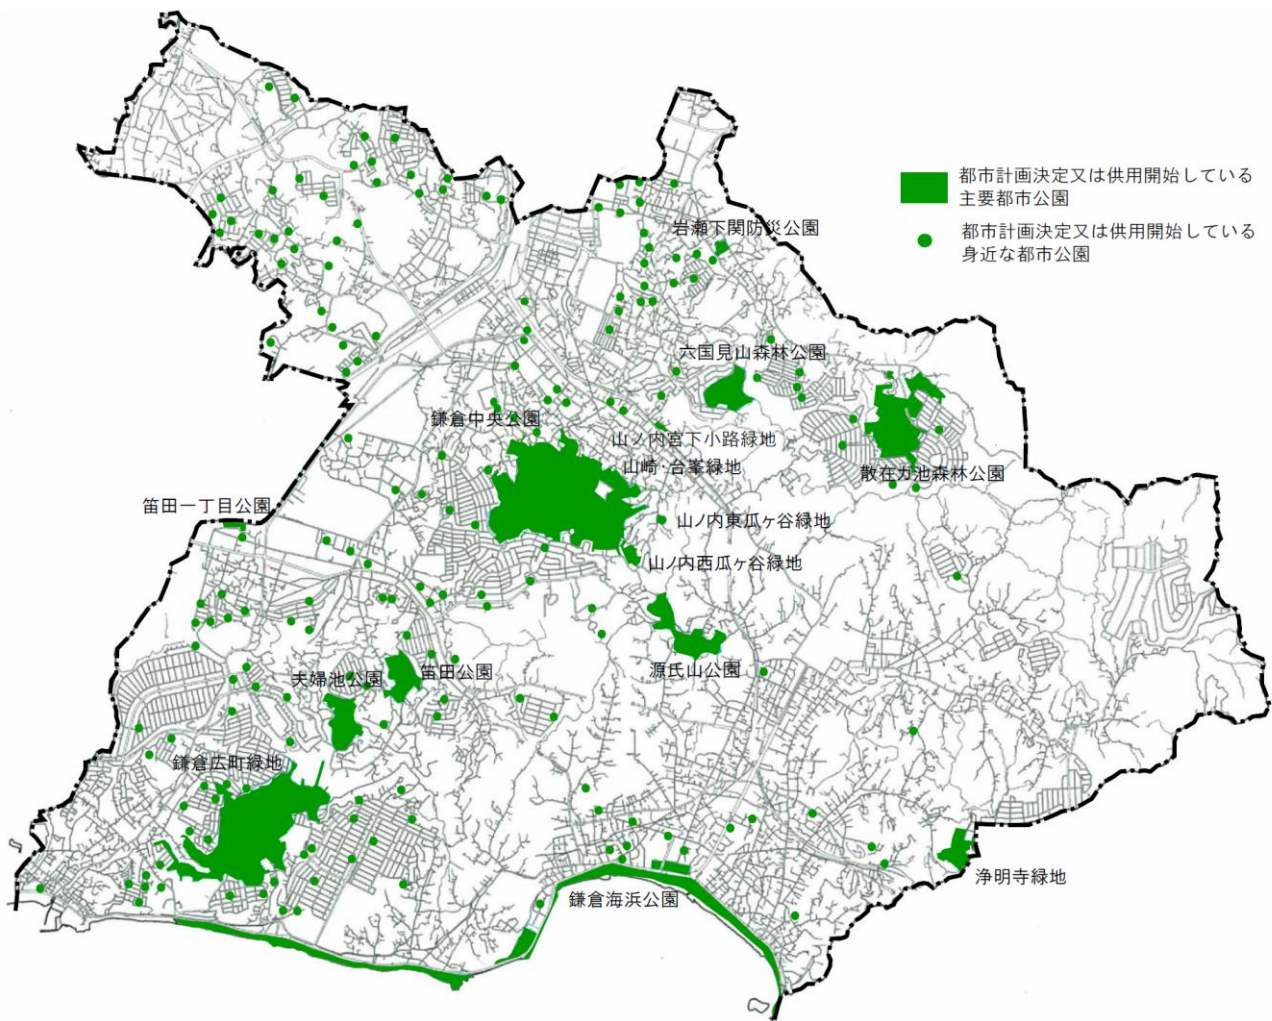 都市計画決定又は供用開始している
主要都市公園
都市計画決定又は供用開始している
身近な都市公園
岩瀬下関防災公園
六国見山森林公園
鎌倉中央公園
山ノ内宮下小路緑地
山崎・台峯緑地
散在ガ池森林公園
笛田一丁目公園
山ノ内東瓜ヶ谷緑地
山ノ内西瓜ヶ谷緑地
源氏山公園
夫婦池公園
笛田公園
鎌倉広町緑地
浄明寺緑地
鎌倉海浜公園